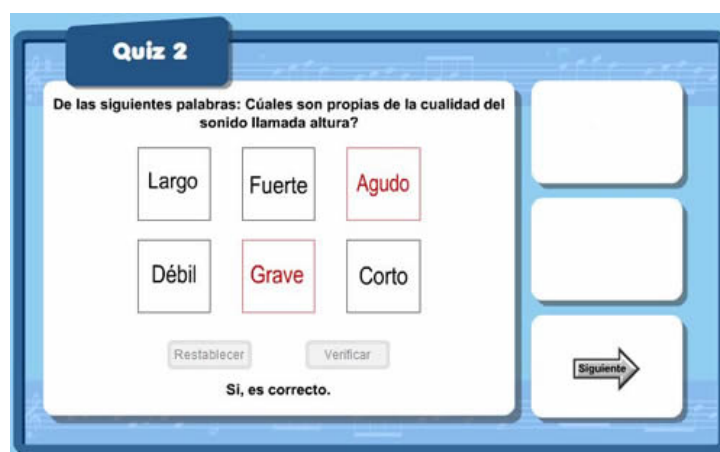 Quiz 2
De las siguientes palabras: Cúales son propias de la cualidad del
sonido llamada altura?
Largo
Fuerte
Agudo
Débil
Grave
Corto
Restablecer
Verificar
Si, es correcto.
Siguiente